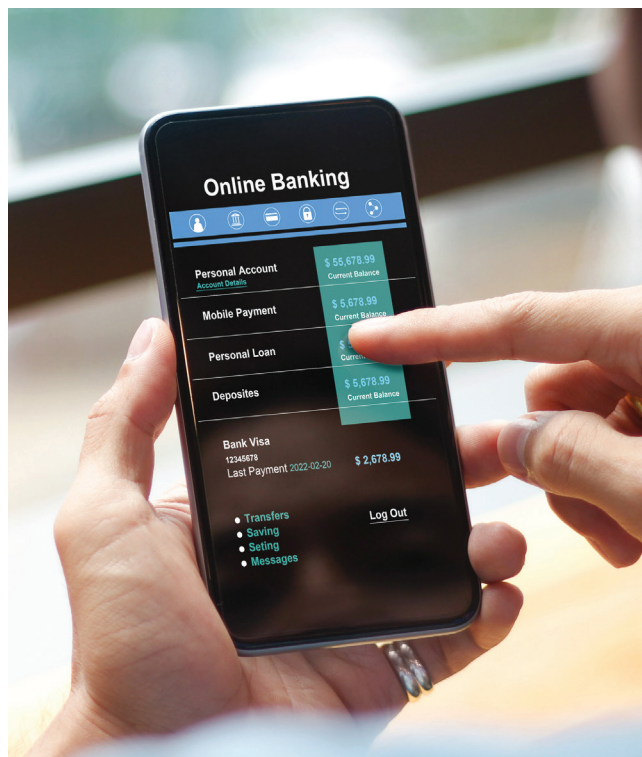 Online Banking
Personal Account
Account Details
$ 55,678.99
Current Balance
Mobile Payment
$ 5,678.99
Current Balance
Personal Loan
$
Deposites
$ 5,678.99
Current Balance
Bank Visa
12345678
Last Payment 2022-02-20
$ 2,678.99
Transfers
Saving
Seting
Messages
Log Out